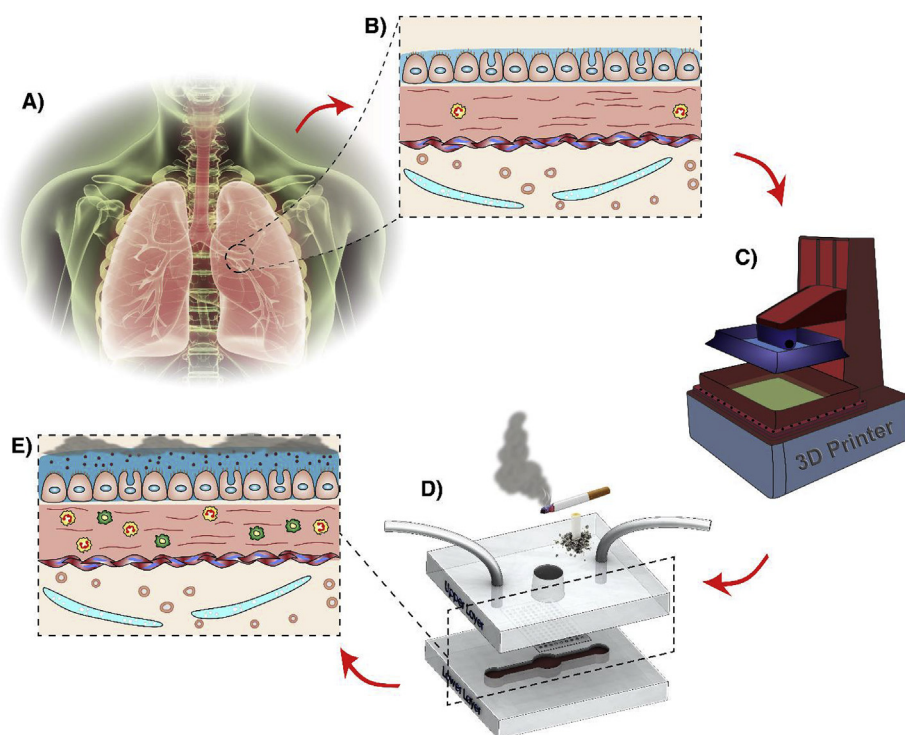 A)
B)
C)
3D Printer
D)
Upper Layer
Lower Layer
E)